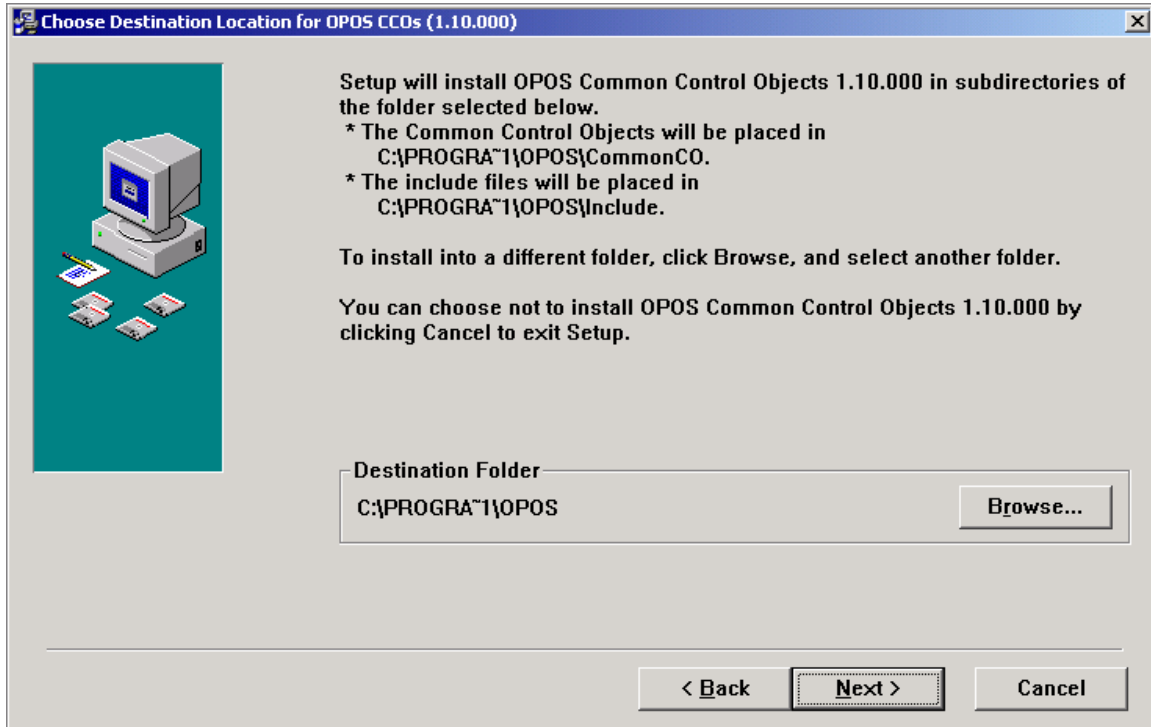 Choose Destination Location for OPOS CCOs (1.10.000)
Setup will install OPOS Common Control Objects 1.10.000 in subdirectories of
the folder selected below.
* The Common Control Objects will be placed in
C:\PROGRA~1\OPOS\CommonCO.
* The include files will be placed in
C:\PROGRA~1\OPOS\Include.
To install into a different folder, click Browse, and select another folder.
You can choose not to install OPOS Common Control Objects 1.10.000 by
clicking Cancel to exit Setup.
Destination Folder
C:\PROGRA~1\OPOS
Browse...
< Back
Next >
Cancel